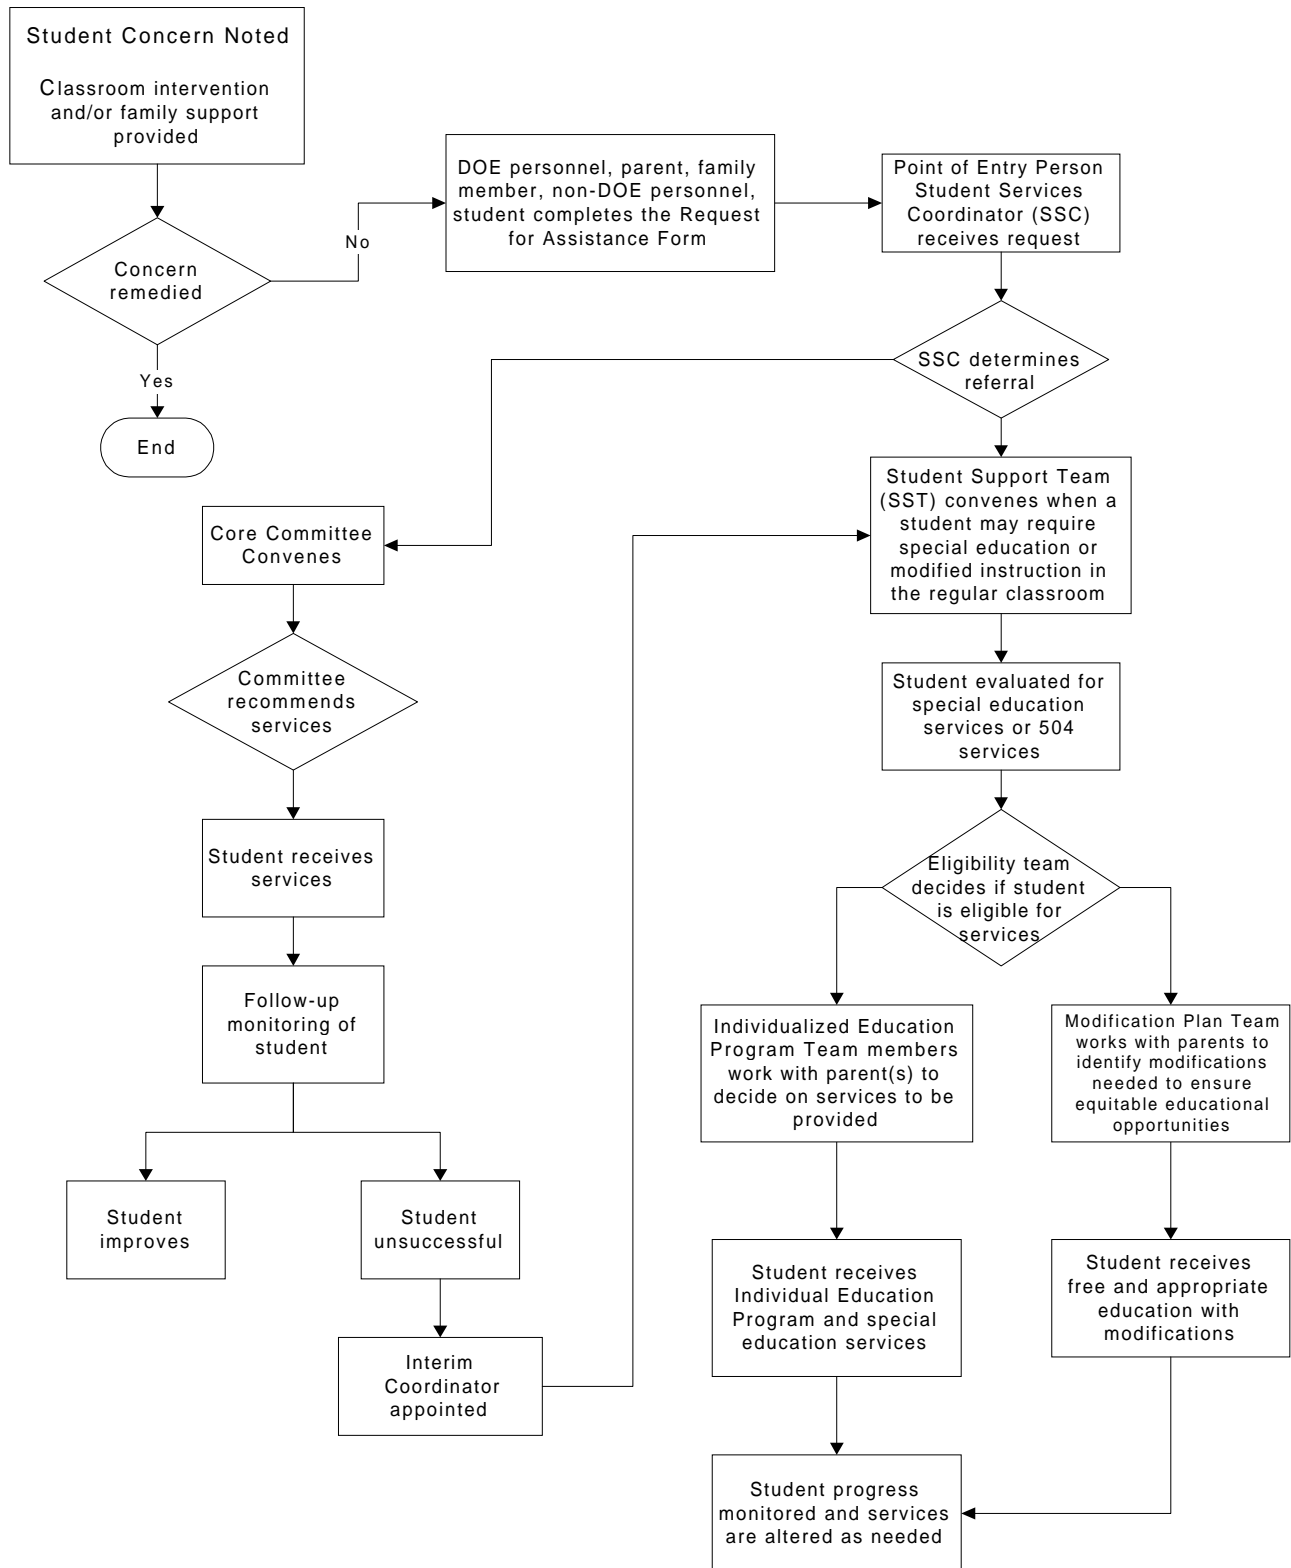 Student Concern Noted
Classroom intervention
and/or family support
provided
Concern
remedied
No
Yes
End
DOE personnel, parent, family
member, non-DOE personnel,
student completes the Request
for Assistance Form
Point of Entry Person
Student Services
Coordinator (SSC)
receives request
SSC determines
referral
Core Committee
Convenes
Committee
recommends
services
Student receives
services
Follow-up
monitoring of
student
Student
improves
Student
unsuccessful
Interim
Coordinator
appointed
Student Support Team
(SST) convenes when a
student may require
special education or
modified instruction in
the regular classroom
Student evaluated for
special education
services or 504
services
Eligibility team
decides if student
is eligible for
services
Individualized Education
Program Team members
work with parent(s) to
decide on services to be
provided
Modification Plan Team
works with parents to
identify modifications
needed to ensure
equitable educational
opportunities
Student receives
Individual Education
Program and special
education services
Student receives
free and appropriate
education with
modifications
Student progress
monitored and services
are altered as needed